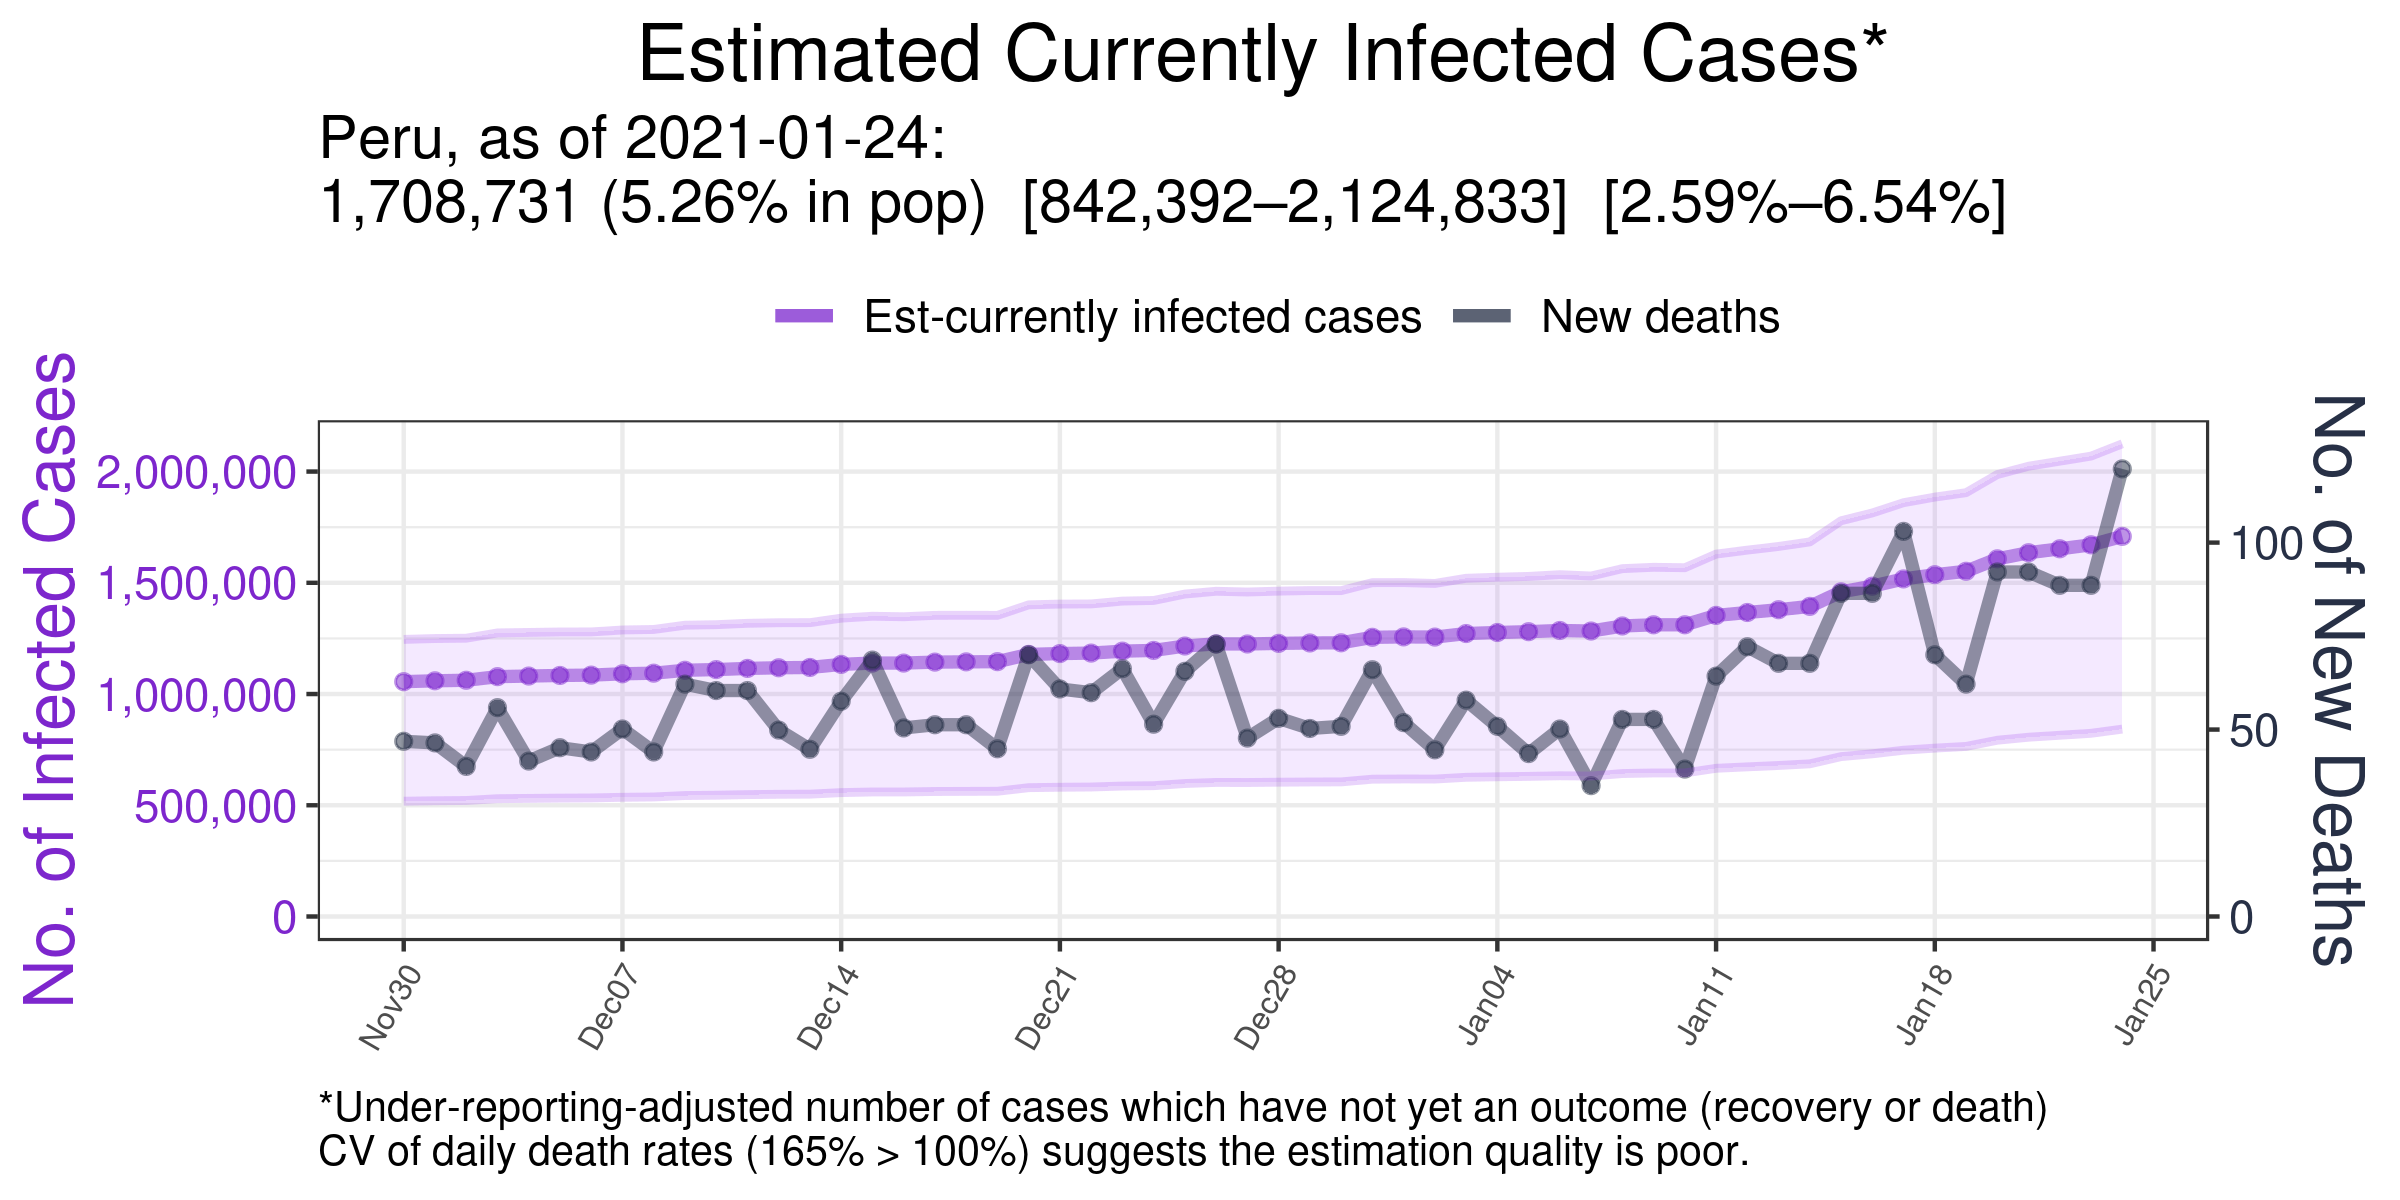 Estimated Currently Infected Cases*
Peru, as of 2021-01-24:
1,708,731 (5.26% in pop)  [842,392–2,124,833]  [2.59%–6.54%]
Est-currently infected cases
New deaths
No. of Infected Cases
2,000,000
1,500,000
1,000,000
500,000
0
100
50
0
No. of New Deaths
Nov30
Dec07
Dec14
Dec21
Dec28
Jan04
Jan11
Jan18
Jan25
*Under-reporting-adjusted number of cases which have not yet an outcome (recovery or death)
CV of daily death rates (165% > 100%) suggests the estimation quality is poor.